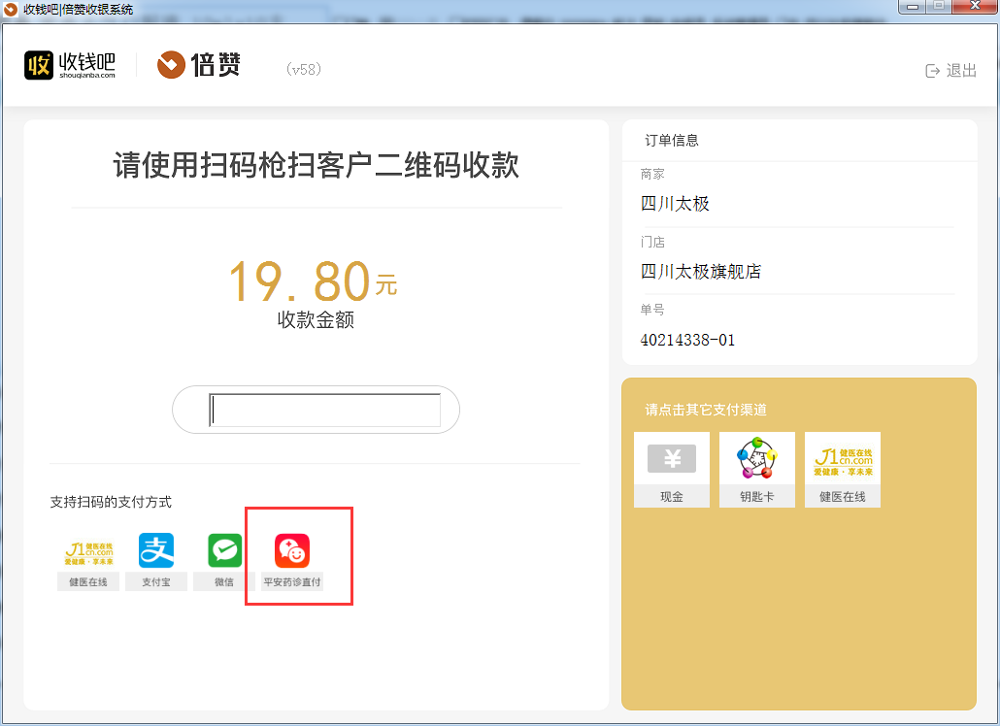 收钱吧|倍赞收银系统
收钱吧
shouqianba.com
倍赞
(v58)
退出
请使用扫码枪扫客户二维码收款
19.80元
收款金额
支持扫码的支付方式
J1健医在线
cn.com
爱健康·享未来
健医在线
支付宝
微信
平安药诊直付
订单信息
商家
四川太极
门店
四川太极旗舰店
单号
40214338-01
请点击其它支付渠道
¥
现金
钥匙卡
J1健医在线
cn.com
爱健康·享未来
健医在线